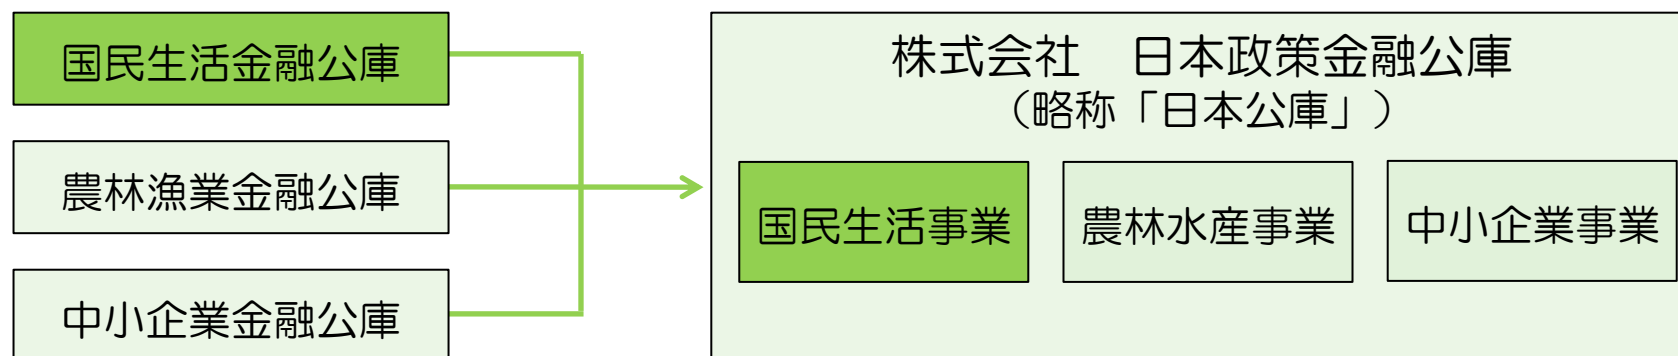 国民生活金融公庫
農林漁業金融公庫
中小企業金融公庫
株式会社　日本政策金融公庫
（略称「日本公庫」）
国民生活事業
農林水産事業
中小企業事業